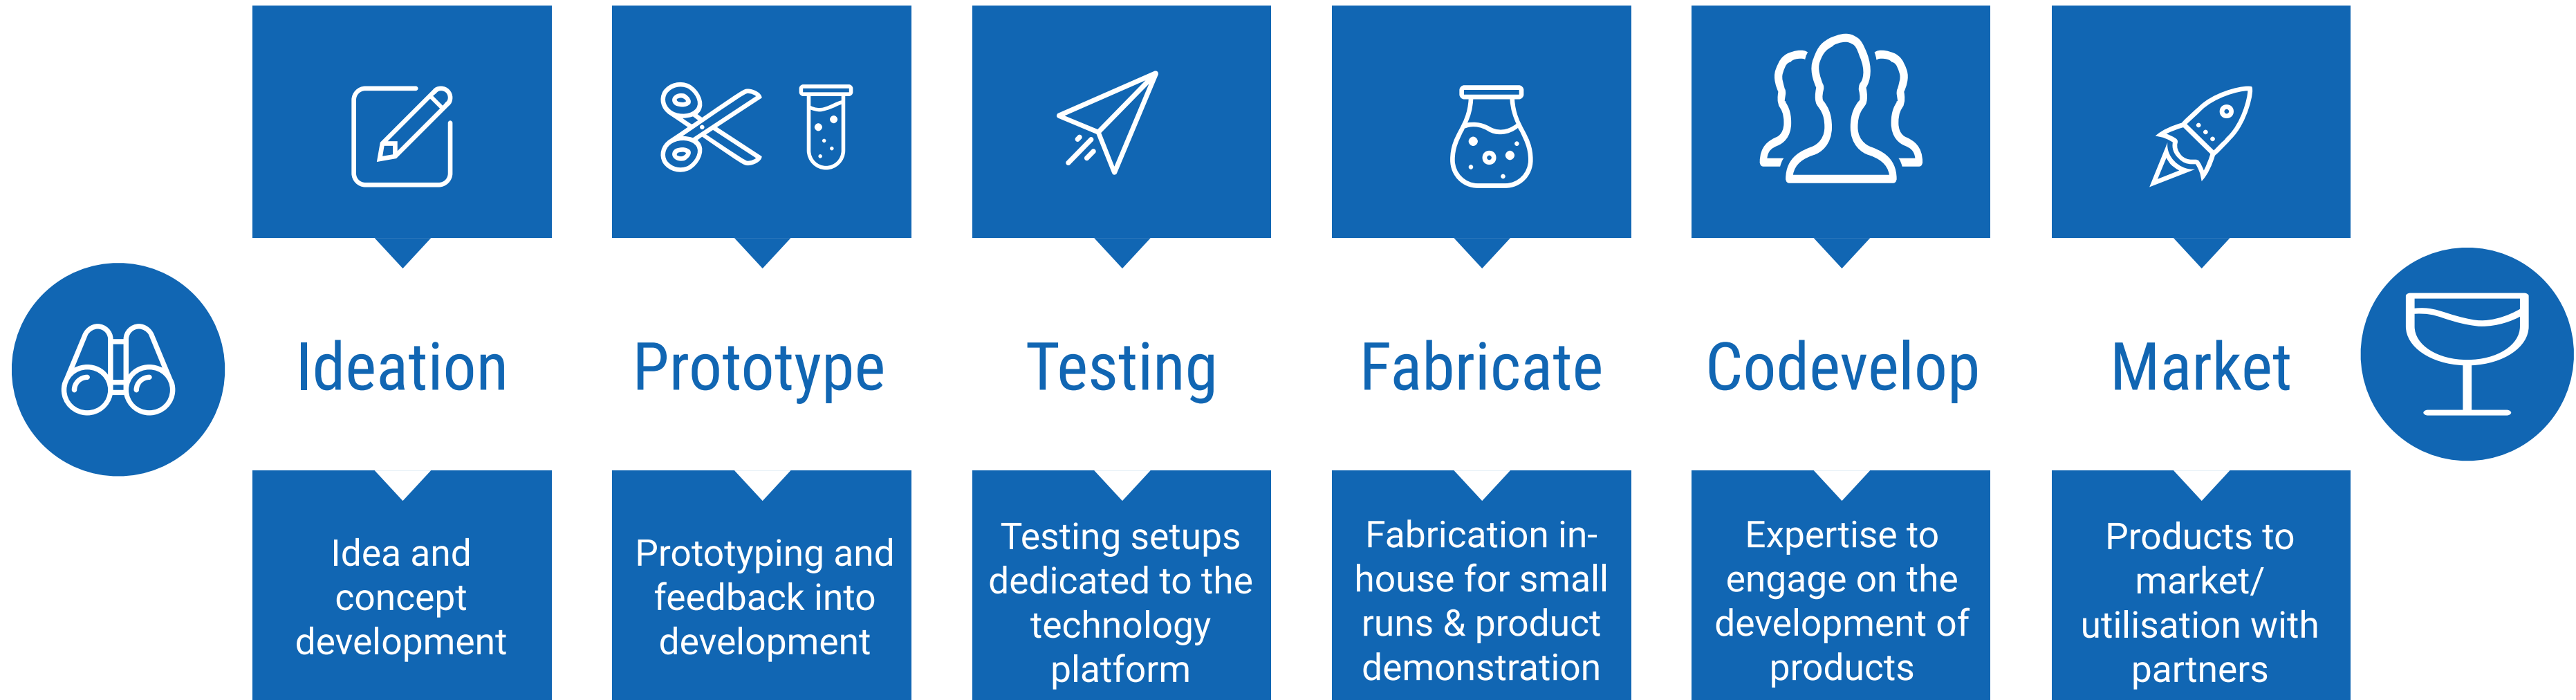 Ideation
Prototype
Testing
Fabricate
Codevelop
Market
Idea and
concept
development
Prototyping and
feedback into
development
Testing setups
dedicated to the
technology
platform
Fabrication in-
house for small
runs & product
demonstration
Expertise to
engage on the
development of
products
Products to
market/
utilisation with
partners